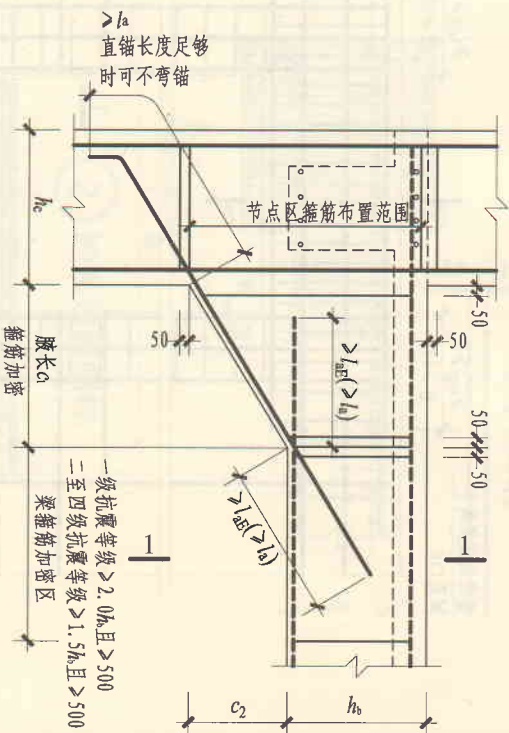 ≥la
直锚长度足够
时可不弯锚
hc
节点区箍筋布置范围
50
50
50
50
50
腋长c1
箍筋加密
≥laE(≥la)
≥laE(≥la)
1
1
一级抗震等级≥2.0hb且≥500
二至四级抗震等级≥1.5hb且≥500
梁箍筋加密区
c2
hb